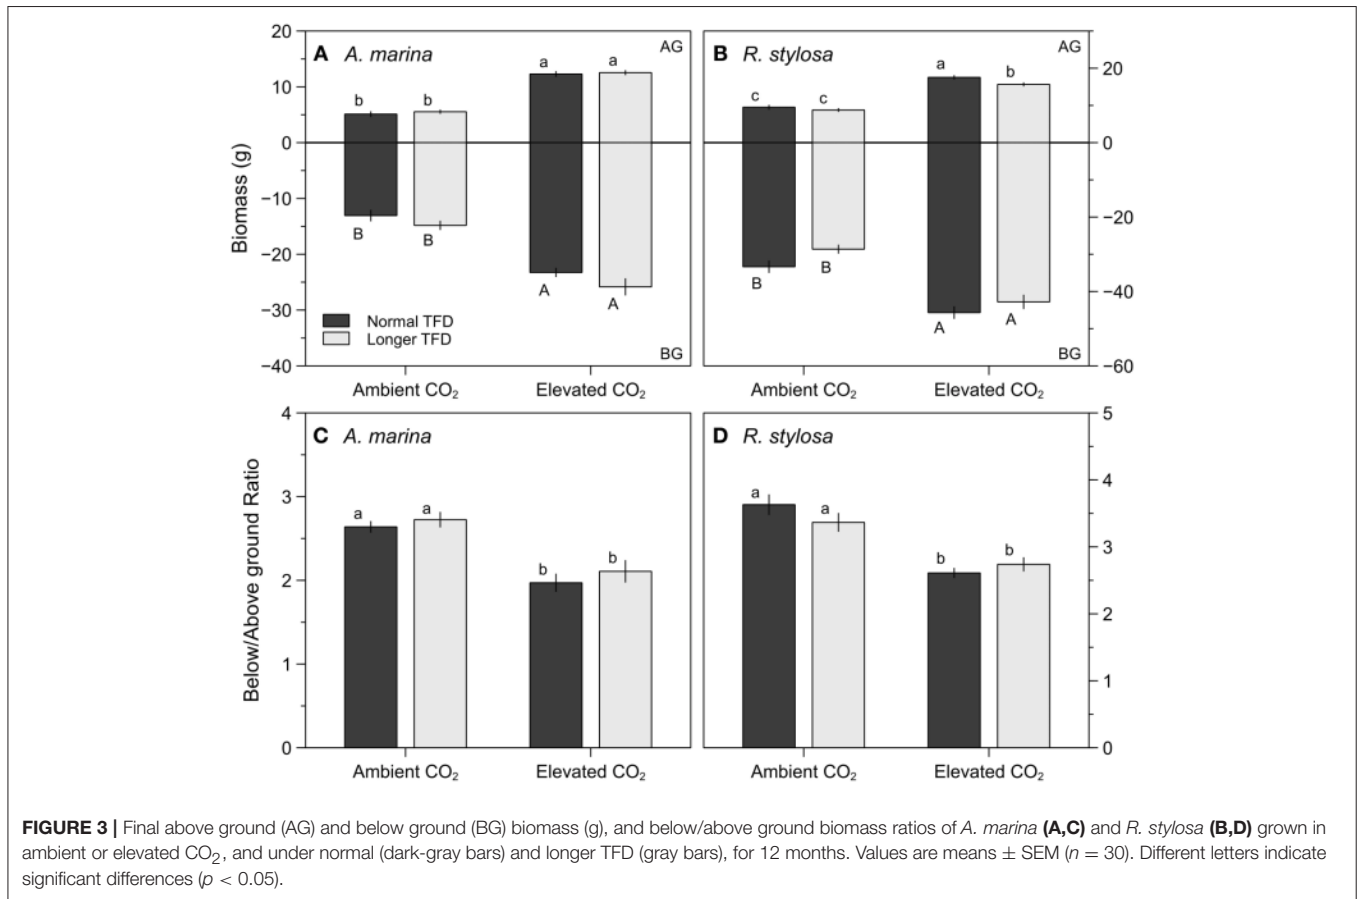 A A. marina
AG
B R. stylosa
AG
Biomass (g)
20
10
0
−10
−20
−30
−40
b
b
a
a
B
B
A
A
Normal TFD
Longer TFD
BG
Ambient CO2
Elevated CO2
c
c
a
b
B
B
A
A
BG
20
0
−20
−40
−60
Ambient CO2
Elevated CO2
C A. marina
D R. stylosa
Below/Above ground Ratio
4
3
2
1
0
a
a
b
b
Ambient CO2
Elevated CO2
a
a
b
b
5
4
3
2
1
0
Ambient CO2
Elevated CO2
FIGURE 3 | Final above ground (AG) and below ground (BG) biomass (g), and below/above ground biomass ratios of A. marina (A,C) and R. stylosa (B,D) grown in
ambient or elevated CO2, and under normal (dark-gray bars) and longer TFD (gray bars), for 12 months. Values are means ± SEM (n = 30). Different letters indicate
significant differences (p < 0.05).